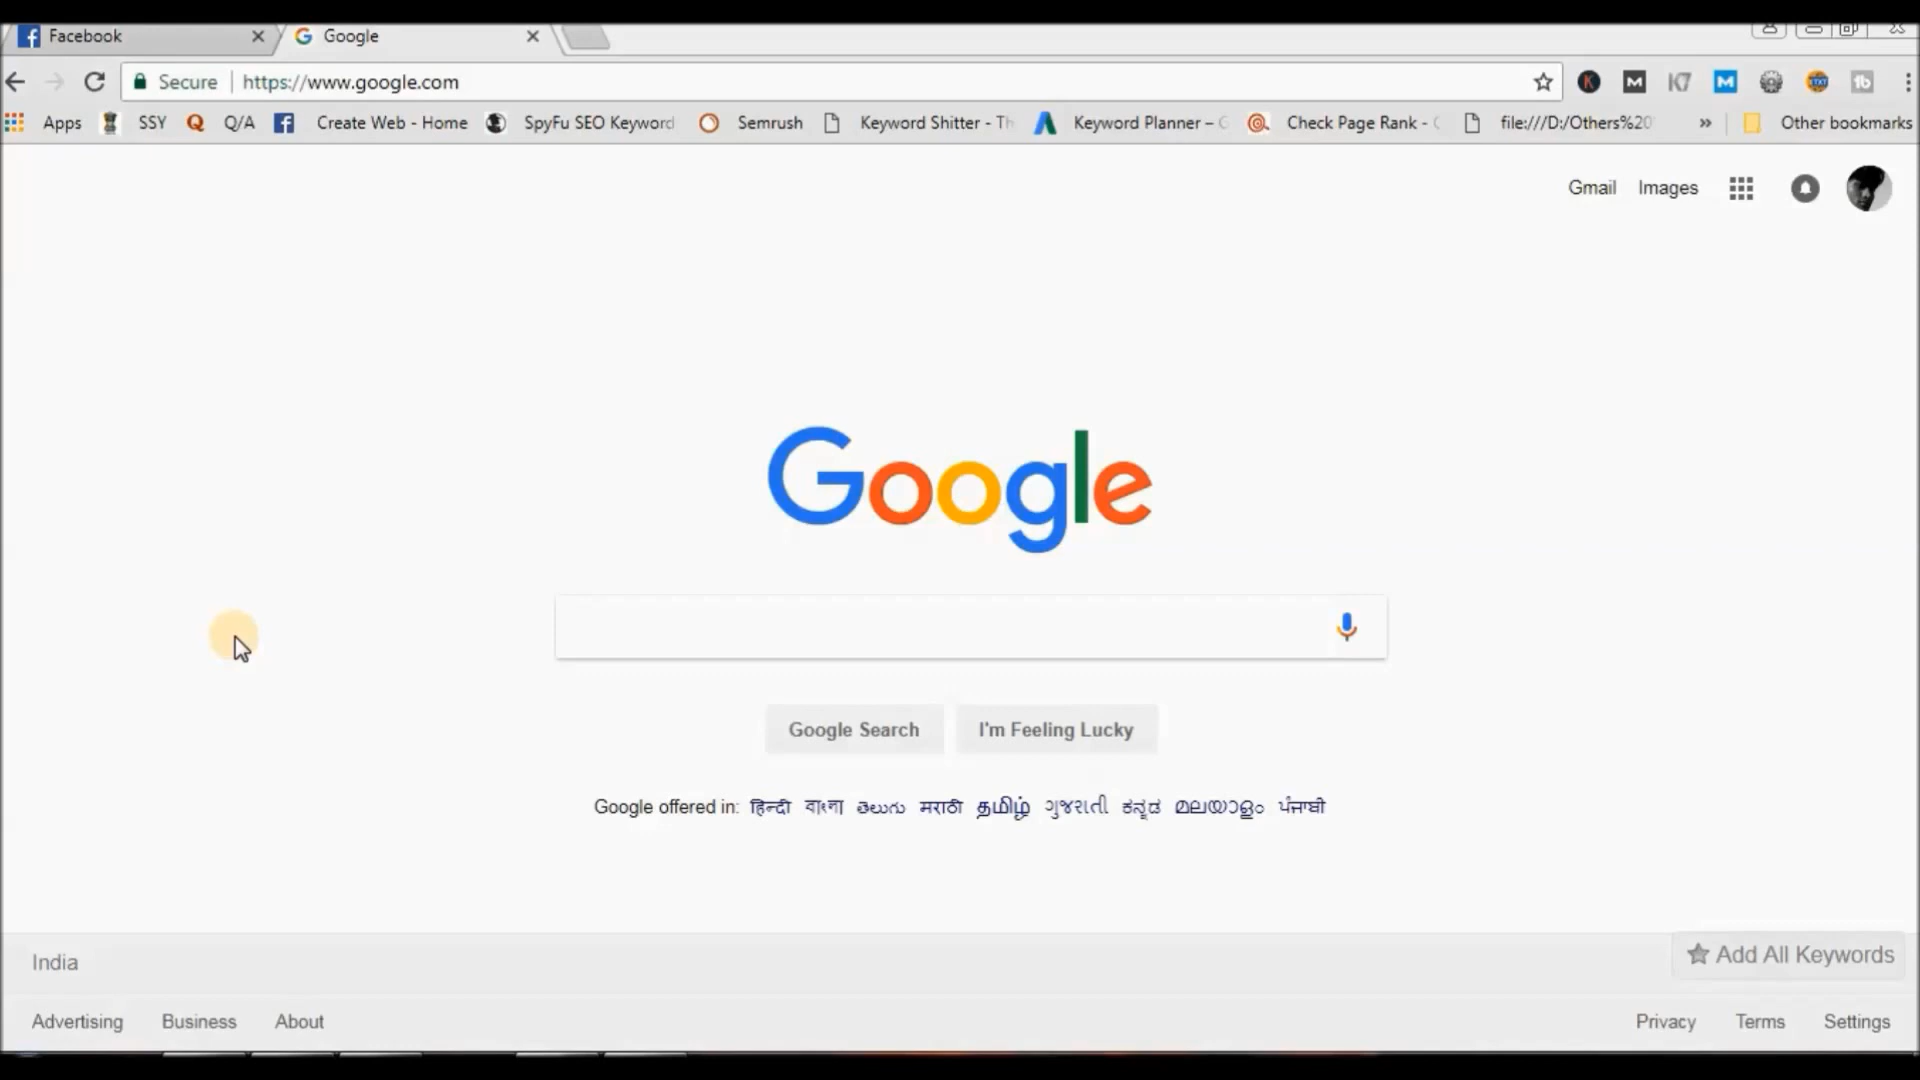 Facebook
Google
Secure https://www.google.com
Apps SSY Q/A Create Web - Home SpyFu SEO Keyword Semrush Keyword Shitter - Th Keyword Planner – G Check Page Rank - file:///D:/Others%20 » Other bookmarks
Gmail Images
Google
Google Search I'm Feeling Lucky
Google offered in: हिन्दी বাংলা తెలుగు मराठी தமிழ் ગુજરાતી ಕನ್ನಡ മലയാളം ਪੰਜਾਬੀ
India
Add All Keywords
Advertising Business About
Privacy Terms Settings